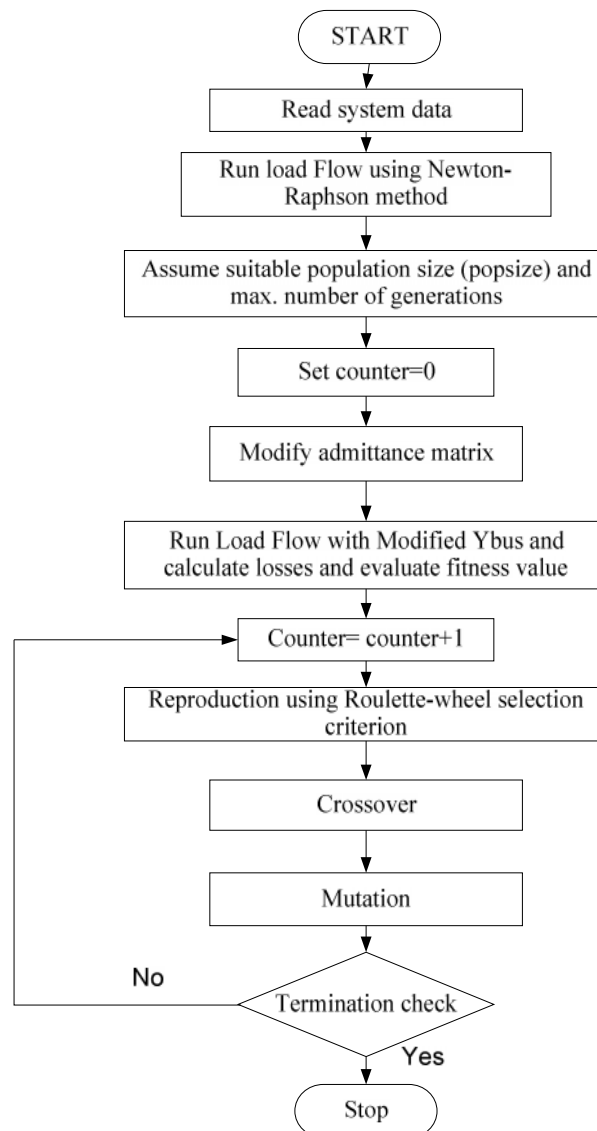 START
Read system data
Run load Flow using Newton-
Raphson method
Assume suitable population size (popsize) and
max. number of generations
Set counter=0
Modify admittance matrix
Run Load Flow with Modified Ybus and
calculate losses and evaluate fitness value
Counter= counter+1
Reproduction using Roulette-wheel selection
criterion
Crossover
Mutation
No
Termination check
Yes
Stop